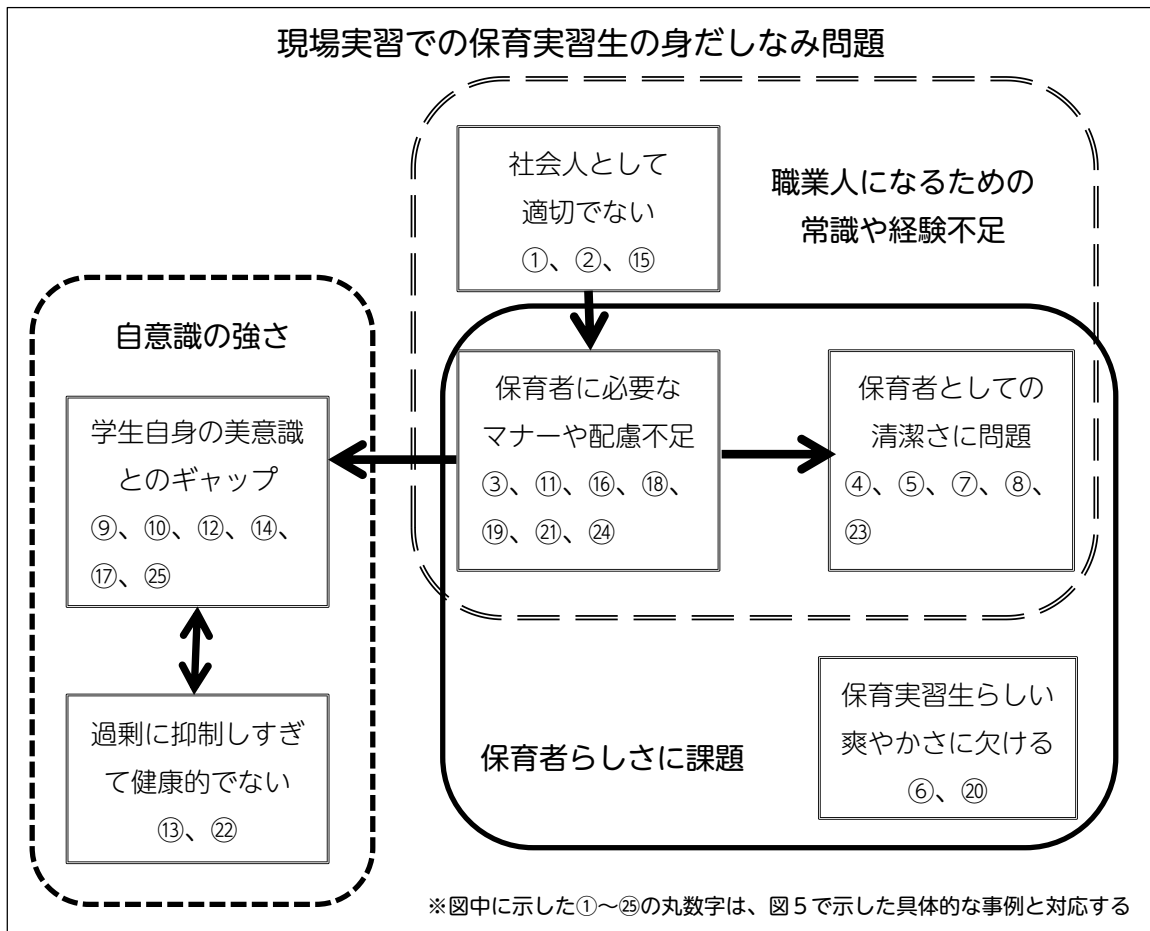 現場実習での保育実習生の身だしなみ問題
社会人として
適切でない
①、②、⑮
職業人になるための
常識や経験不足
自意識の強さ
学生自身の美意識
とのギャップ
⑨、⑩、⑫、⑭、
⑰、㉕
保育者に必要な
マナーや配慮不足
③、⑪、⑯、⑱、
⑲、㉑、㉔
保育者としての
清潔さに問題
④、⑤、⑦、⑧、
㉓
過剰に抑制しすぎ
て健康的でない
⑬、㉒
保育者らしさに課題
保育実習生らしい
爽やかさに欠ける
⑥、⑳
※図中に示した①～㉕の丸数字は、図５で示した具体的な事例と対応する